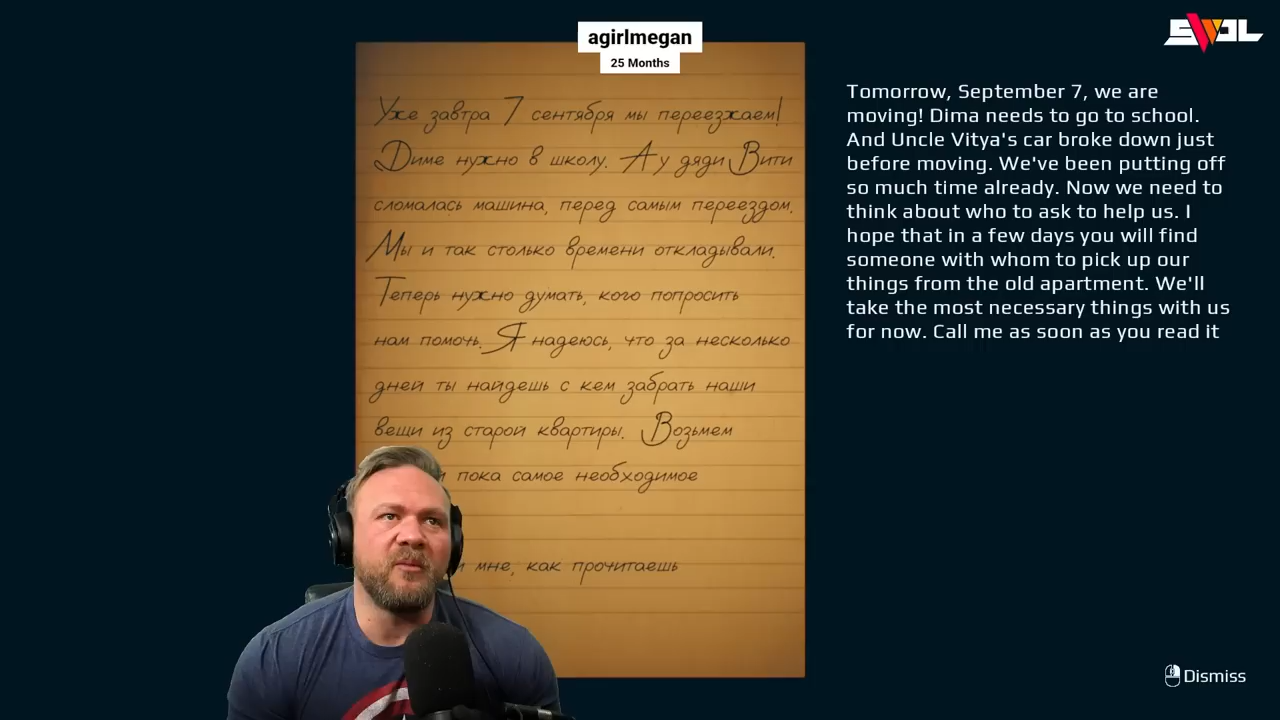 agirlmegan
25 Months
SWOL
Уже завтра 7 сентября мы переезжаем!
Диме нужно в школу. А у дяди Вити
сломалась машина, перед самым переездом.
Мы и так столько времени откладывали.
Теперь нужно думать, кого попросить
нам помочь. Я надеюсь, что за несколько
дней ты найдешь с кем забрать наши
вещи из старой квартиры. Возьмем
пока самое необходимое
мне, как прочитаешь
Tomorrow, September 7, we are
moving! Dima needs to go to school.
And Uncle Vitya's car broke down just
before moving. We've been putting off
so much time already. Now we need to
think about who to ask to help us. I
hope that in a few days you will find
someone with whom to pick up our
things from the old apartment. We'll
take the most necessary things with us
for now. Call me as soon as you read it
Dismiss